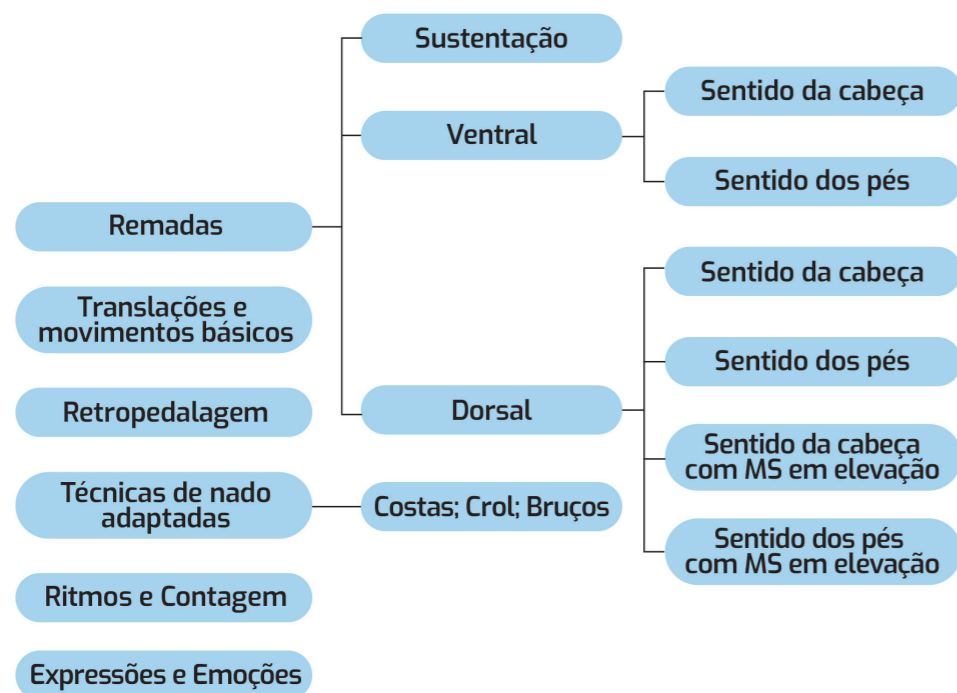 Sustentação
Sentido da cabeça
Ventral
Sentido dos pés
Remadas
Sentido da cabeça
Translações e
movimentos básicos
Sentido dos pés
Retropedalagem
Dorsal
Sentido da cabeça
com MS em elevação
Técnicas de nado
adaptadas
Costas; Crol; Bruços
Sentido dos pés
com MS em elevação
Ritmos e Contagem
Expressões e Emoções